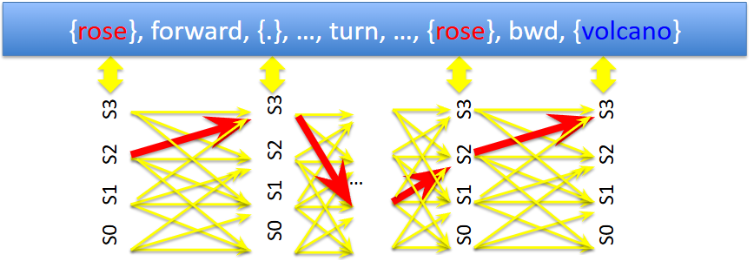 {rose}, forward, {.}, ..., turn, ..., {rose}, bwd, {volcano}
S3 S3 S3 S3
S2 S2 S2 S2
...
S1 S1 S1 S1
S0 S0 S0 S0